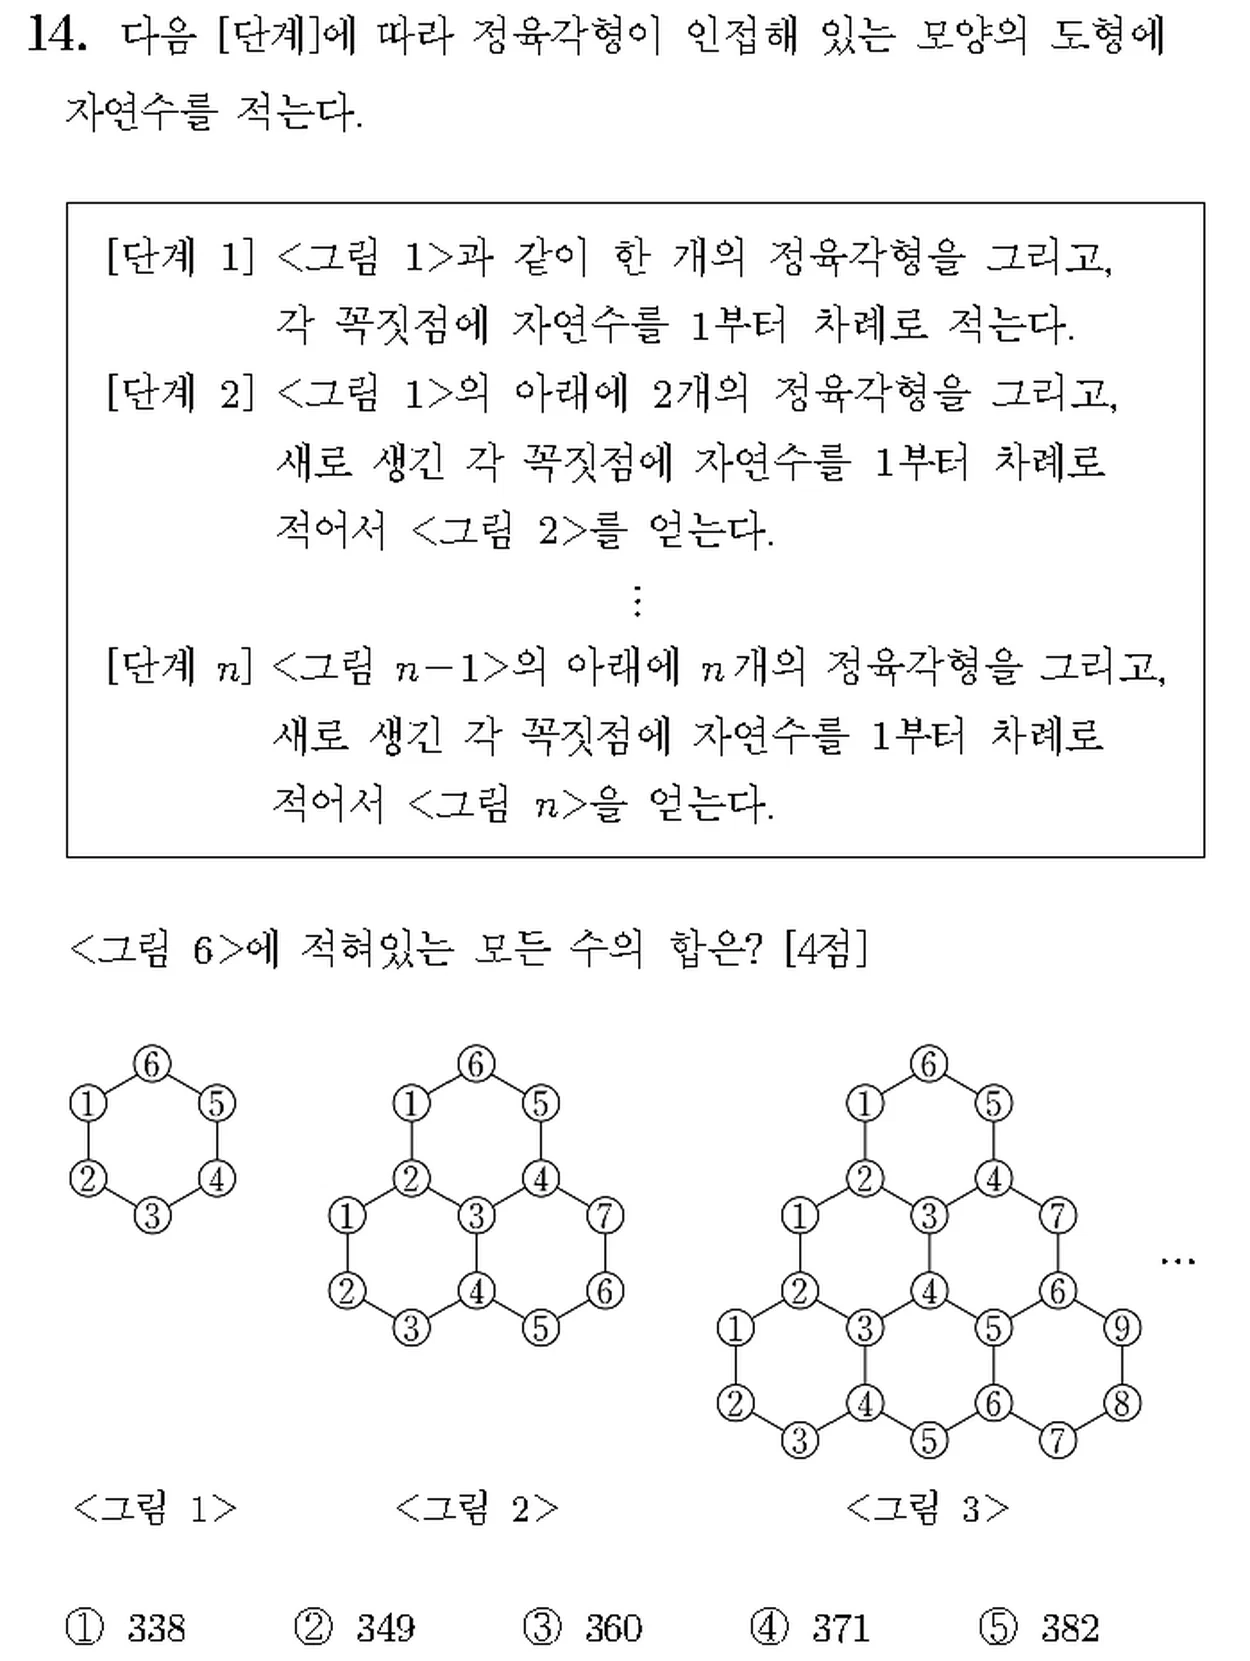 14. 다음 [단계]에 따라 정육각형이 인접해 있는 모양의 도형에
자연수를 적는다.
[단계 1] <그림 1>과 같이 한 개의 정육각형을 그리고,
각 꼭짓점에 자연수를 1부터 차례로 적는다.
[단계 2] <그림 1>의 아래에 2개의 정육각형을 그리고,
새로 생긴 각 꼭짓점에 자연수를 1부터 차례로
적어서 <그림 2>를 얻는다.
⋮
[단계 n] <그림 n-1>의 아래에 n개의 정육각형을 그리고,
새로 생긴 각 꼭짓점에 자연수를 1부터 차례로
적어서 <그림 n>을 얻는다.
<그림 6>에 적혀있는 모든 수의 합은? [4점]
⑥ ⑥ ⑥
① ⑤ ① ⑤ ① ⑤
② ④ ② ④ ② ④
③ ① ③ ⑦ ① ③ ⑦
…
② ④ ⑥ ② ④ ⑥
③ ⑤ ① ③ ⑤ ⑨
② ④ ⑥ ⑧
③ ⑤ ⑦
<그림 1> <그림 2> <그림 3>
① 338 ② 349 ③ 360 ④ 371 ⑤ 382